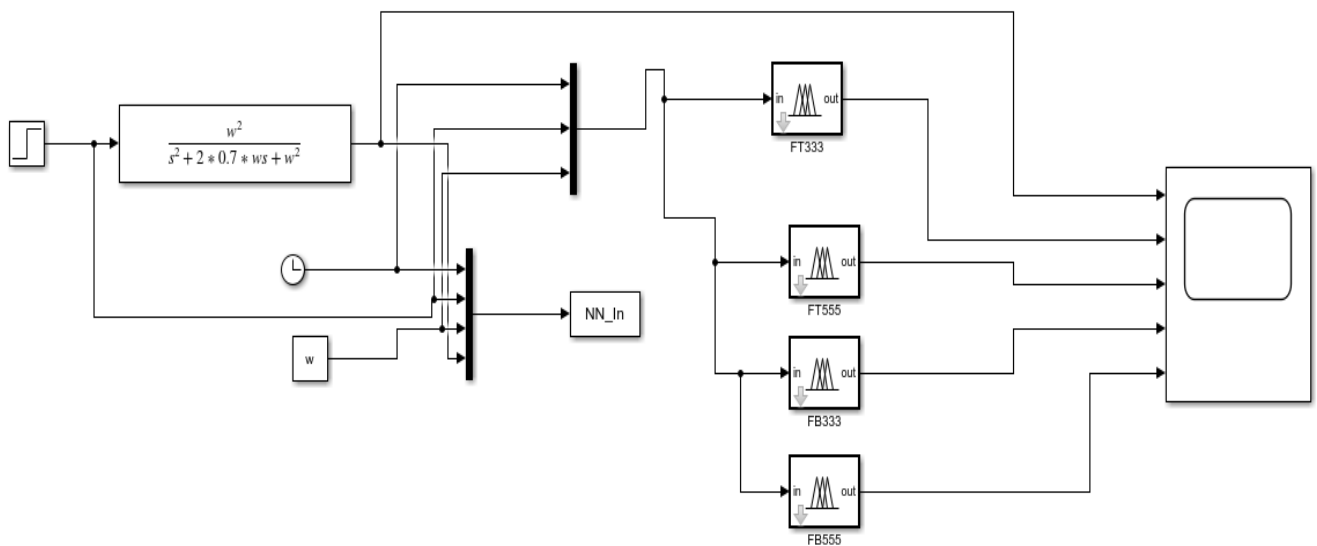 w²
s² + 2 * 0.7 * ws + w²
in out
FT333
in out
FT555
NN_In
w
in out
FB333
in out
FB555